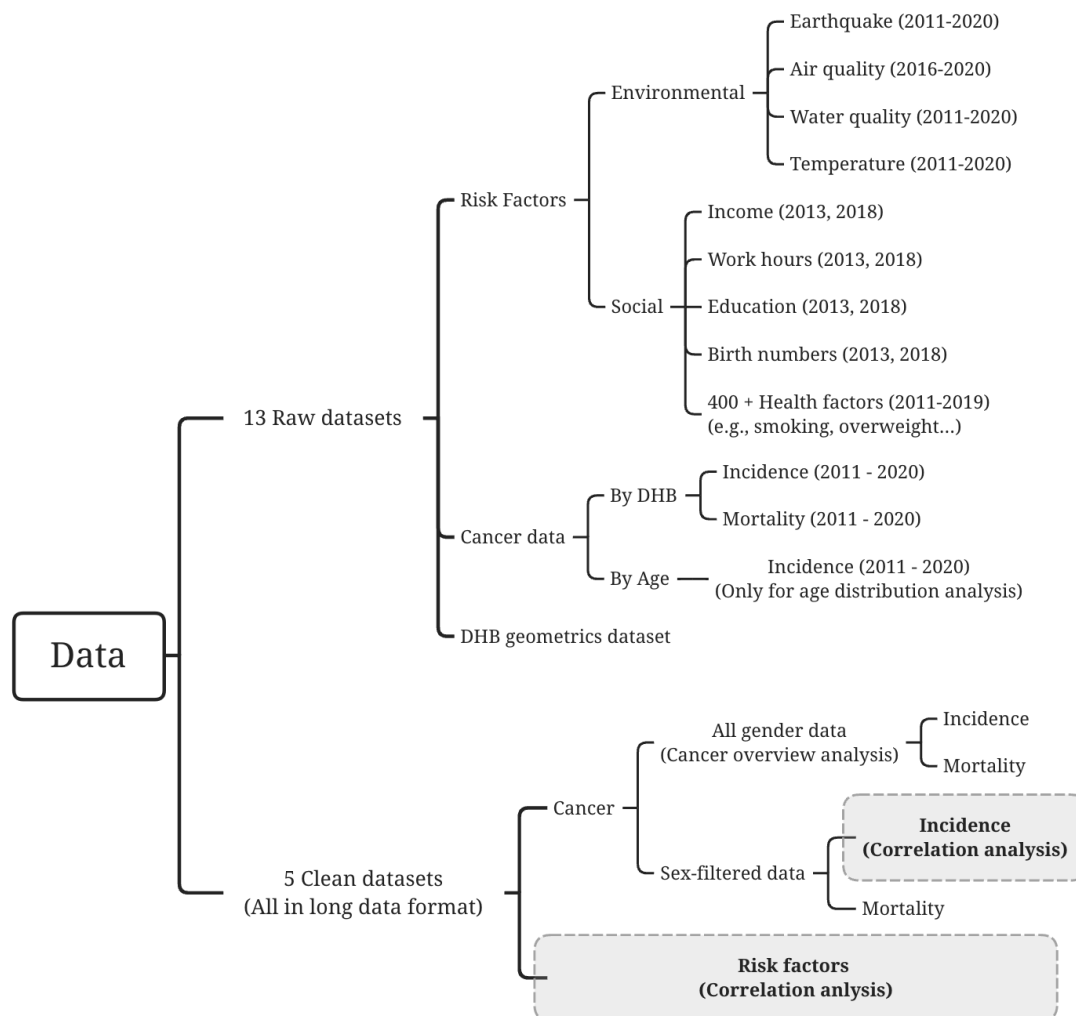 Earthquake (2011-2020)
Air quality (2016-2020)
Environmental
Water quality (2011-2020)
Temperature (2011-2020)
Risk Factors
Income (2013, 2018)
Work hours (2013, 2018)
Social
Education (2013, 2018)
Birth numbers (2013, 2018)
400 + Health factors (2011-2019)
(e.g., smoking, overweight...)
13 Raw datasets
Incidence (2011 - 2020)
By DHB
Mortality (2011 - 2020)
Cancer data
Incidence (2011 - 2020)
By Age
(Only for age distribution analysis)
DHB geometrics dataset
Data
All gender data
(Cancer overview analysis)
Incidence
Mortality
Cancer
Incidence
(Correlation analysis)
Sex-filtered data
Mortality
5 Clean datasets
(All in long data format)
Risk factors
(Correlation anlysis)